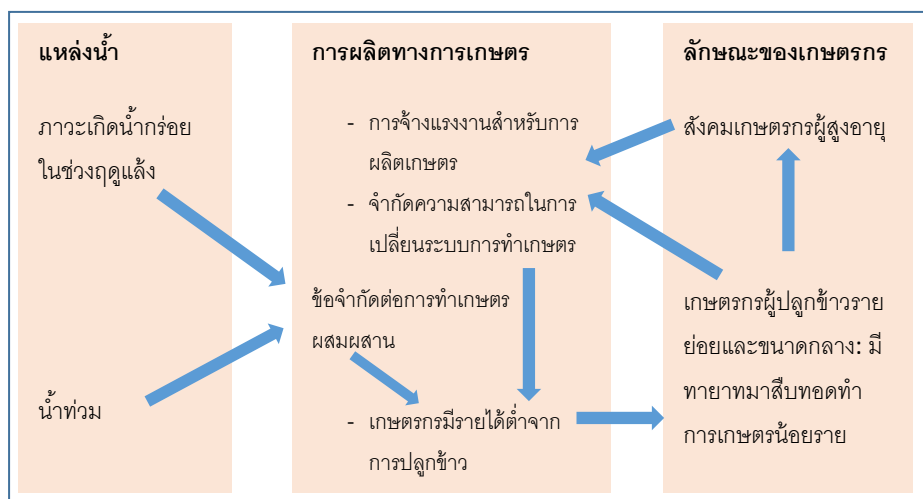 แหล่งน้ำ
ภาวะเกิดน้ำกร่อย
ในช่วงฤดูแล้ง
น้ำท่วม
การผลิตทางการเกษตร
- การจ้างแรงงานสำหรับการ
ผลิตเกษตร
- จำกัดความสามารถในการ
เปลี่ยนระบบการทำเกษตร
ข้อจำกัดต่อการทำเกษตร
ผสมผสาน
- เกษตรกรมีรายได้ต่ำจาก
การปลูกข้าว
ลักษณะของเกษตรกร
สังคมเกษตรกรผู้สูงอายุ
เกษตรกรผู้ปลูกข้าวราย
ย่อยและขนาดกลาง: มี
ทายาทมาสืบทอดทำ
การเกษตรน้อยราย